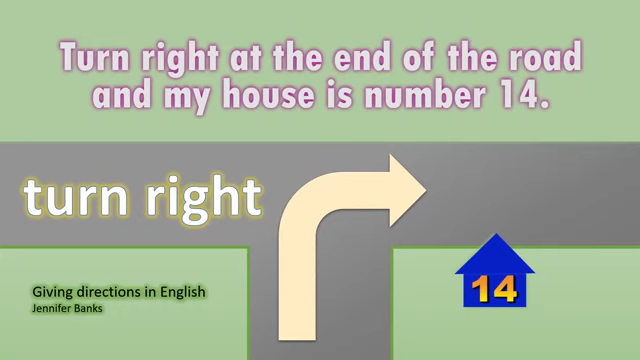 Turn right at the end of the road
and my house is number 14.
turn right
14
Giving directions in English
Jennifer Banks